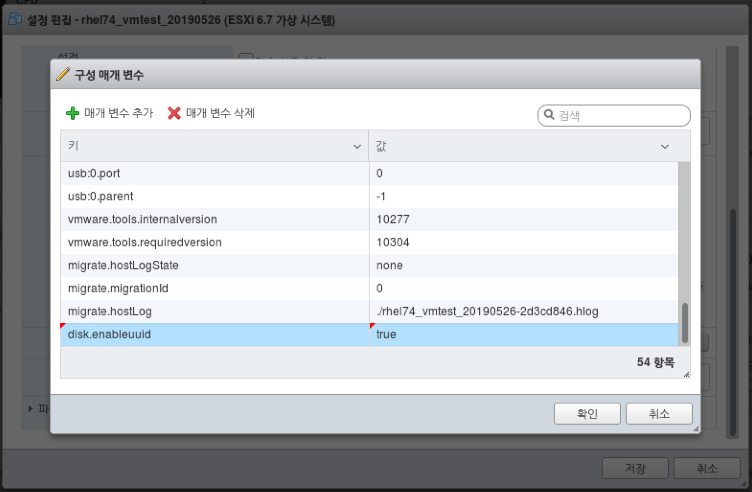 설정 편집 - rhel74_vmtest_20190526 (ESXi 6.7 가상 시스템)
구성 매개 변수
매개 변수 추가 매개 변수 삭제 검색
키 값
usb:0.port 0
usb:0.parent -1
vmware.tools.internalversion 10277
vmware.tools.requiredversion 10304
migrate.hostLogState none
migrate.migrationId 0
migrate.hostLog ./rhel74_vmtest_20190526-2d3cd846.hlog
disk.enableuuid true
54 항목
확인 취소
저장 취소